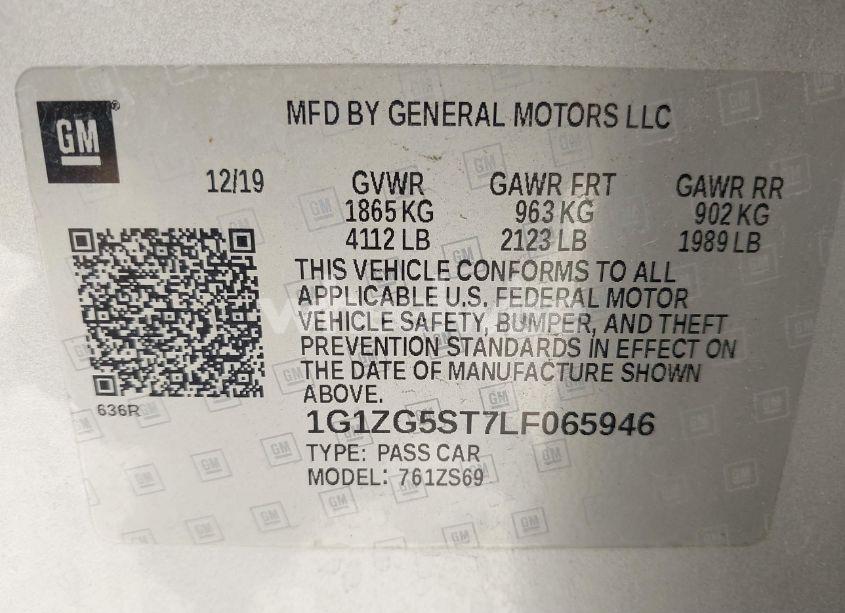 GM®
MFD BY GENERAL MOTORS LLC
12/19 GVWR GAWR FRT GAWR RR
1865 KG 963 KG 902 KG
4112 LB 2123 LB 1989 LB
THIS VEHICLE CONFORMS TO ALL
APPLICABLE U.S. FEDERAL MOTOR
VEHICLE SAFETY, BUMPER, AND THEFT
PREVENTION STANDARDS IN EFFECT ON
THE DATE OF MANUFACTURE SHOWN
ABOVE.
636R
1G1ZG5ST7LF065946
TYPE: PASS CAR
MODEL: 761ZS69